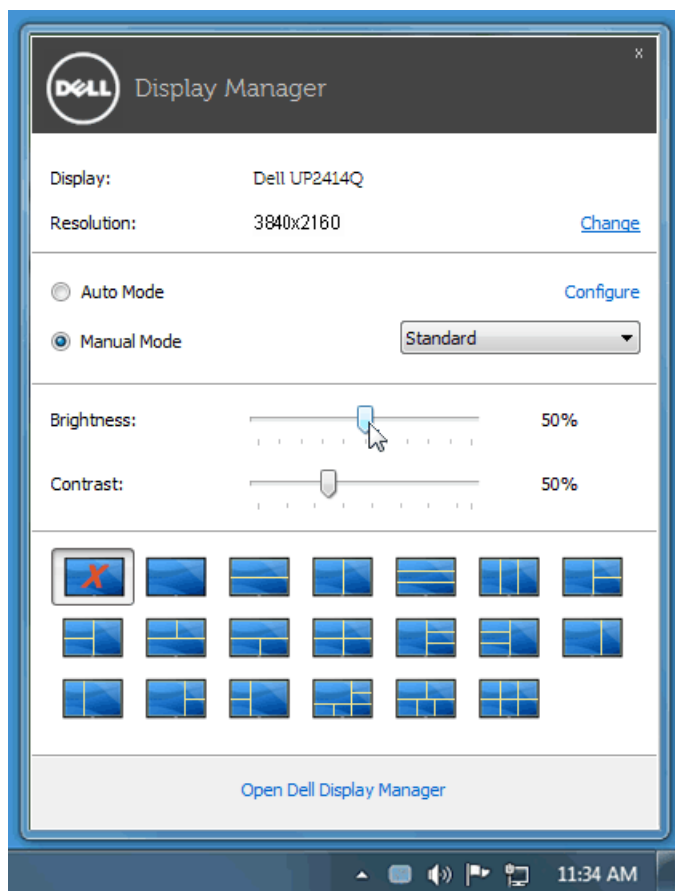 x
DELL Display Manager
Display: Dell UP2414Q
Resolution: 3840x2160 Change
Auto Mode Configure
Manual Mode Standard
Brightness: 50%
Contrast: 50%
X
Open Dell Display Manager
11:34 AM